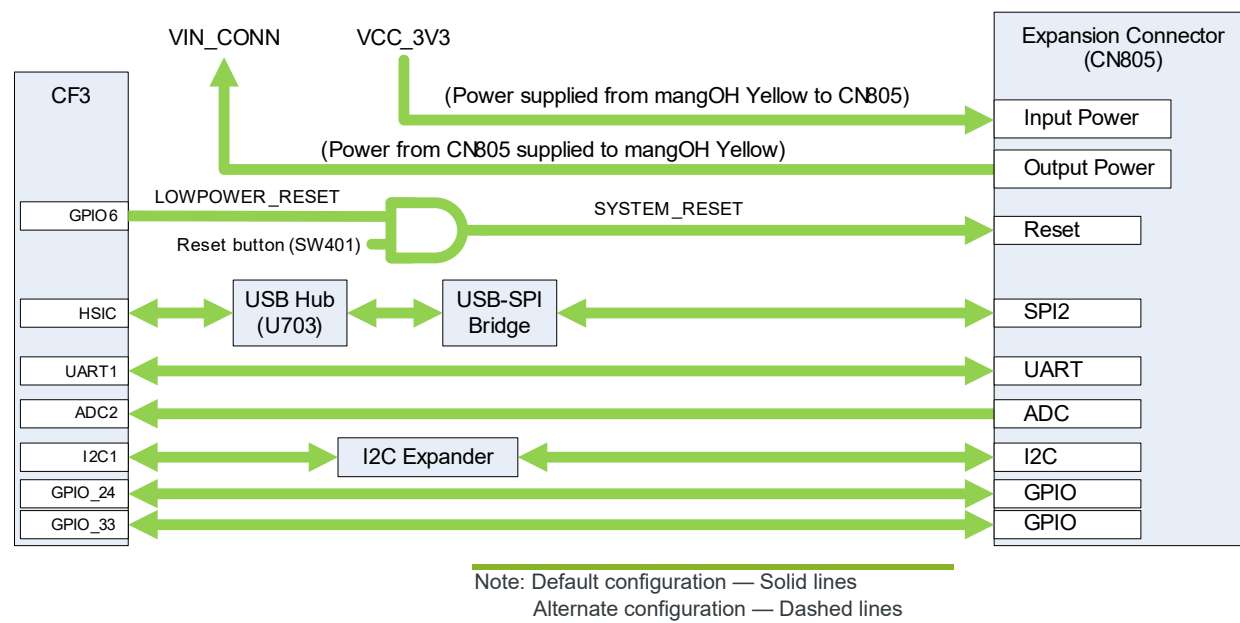 VIN_CONN
VCC_3V3
Expansion Connector
(CN805)
CF3
(Power supplied from mangOH Yellow to CN805)
Input Power
(Power from CN805 supplied to mangOH Yellow)
Output Power
LOWPOWER_RESET
GPIO6
SYSTEM_RESET
Reset
Reset button (SW401)
HSIC
USB Hub
(U703)
USB-SPI
Bridge
SPI2
UART1
UART
ADC2
ADC
I2C1
I2C Expander
I2C
GPIO_24
GPIO
GPIO_33
GPIO
Note: Default configuration — Solid lines
Alternate configuration — Dashed lines